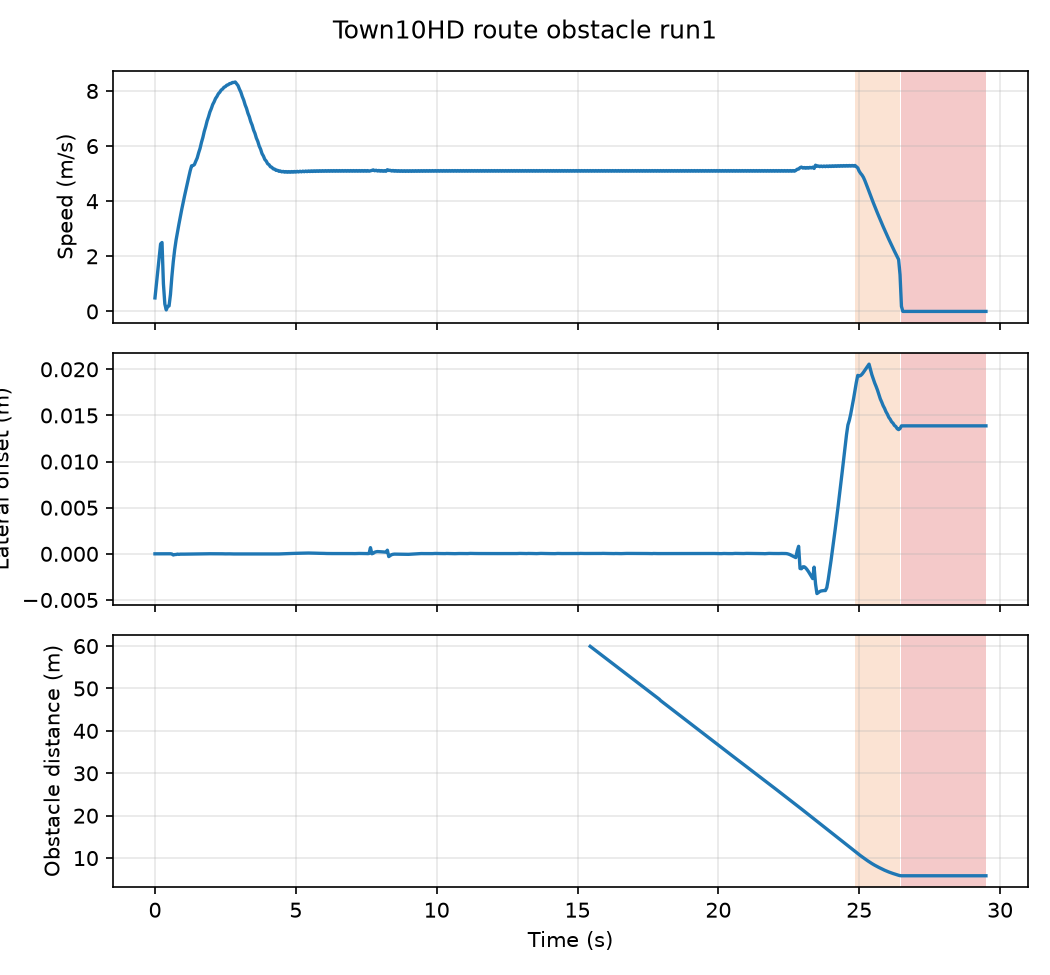 Town10HD route obstacle run1
Speed (m/s)
8
6
4
2
0
Lateral offset (m)
0.020
0.015
0.010
0.005
0.000
−0.005
Obstacle distance (m)
60
50
40
30
20
10
0 5 10 15 20 25 30
Time (s)